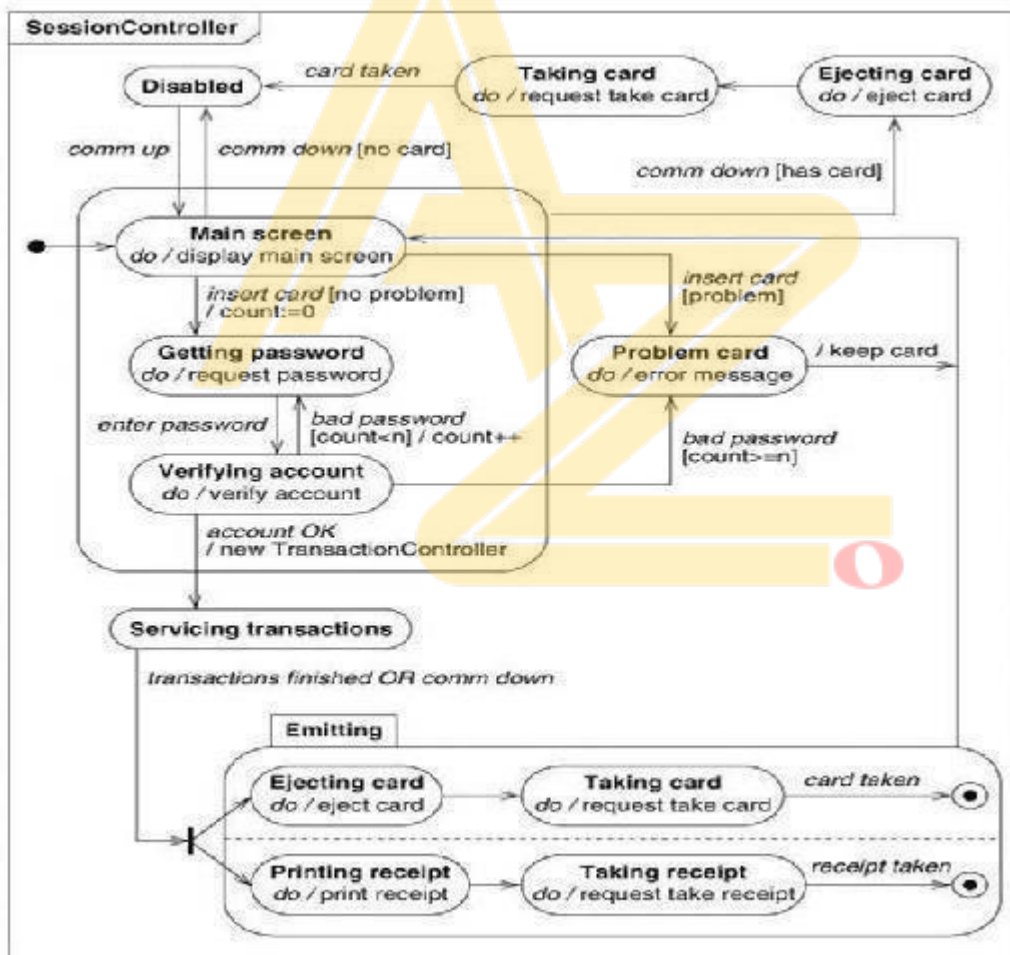 SessionController
Disabled
card taken
Taking card
do / request take card
Ejecting card
do / eject card
comm up
comm down [no card]
comm down [has card]
Main screen
do / display main screen
insert card [no problem]
/ count:=0
insert card
[problem]
Getting password
do / request password
Problem card
do / error message
/ keep card
enter password
bad password
[count<n] / count++
bad password
[count>=n]
Verifying account
do / verify account
account OK
/ new TransactionController
Servicing transactions
transactions finished OR comm down
Emitting
Ejecting card
do / eject card
Taking card
do / request take card
card taken
Printing receipt
do / print receipt
Taking receipt
do / request take receipt
receipt taken
AZ
O